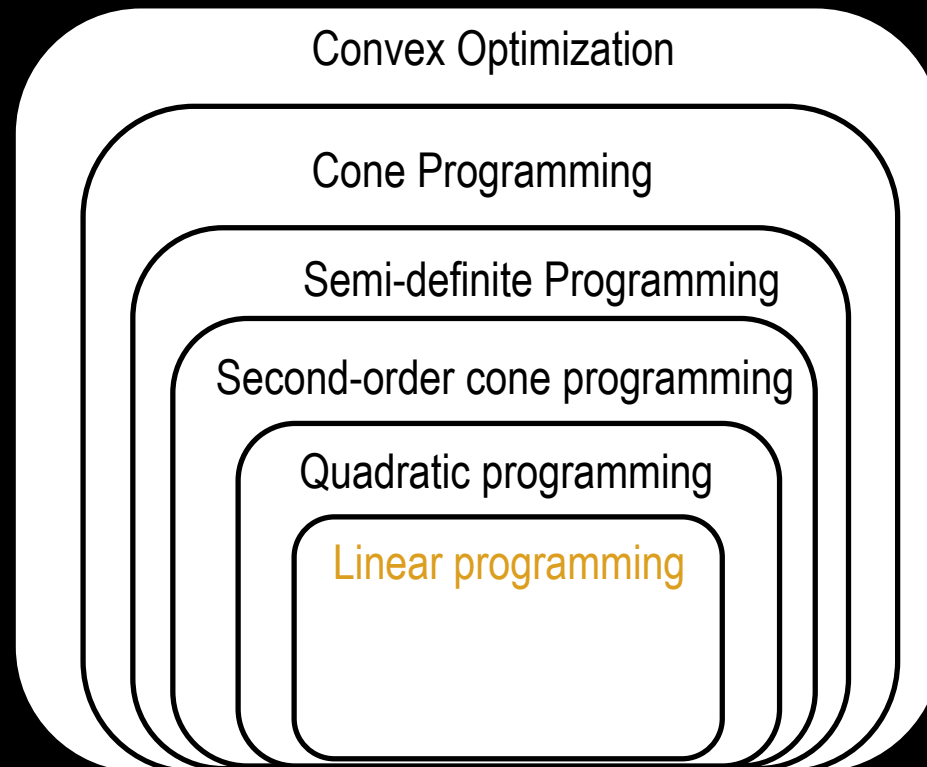 Convex Optimization
Cone Programming
Semi-definite Programming
Second-order cone programming
Quadratic programming
Linear programming